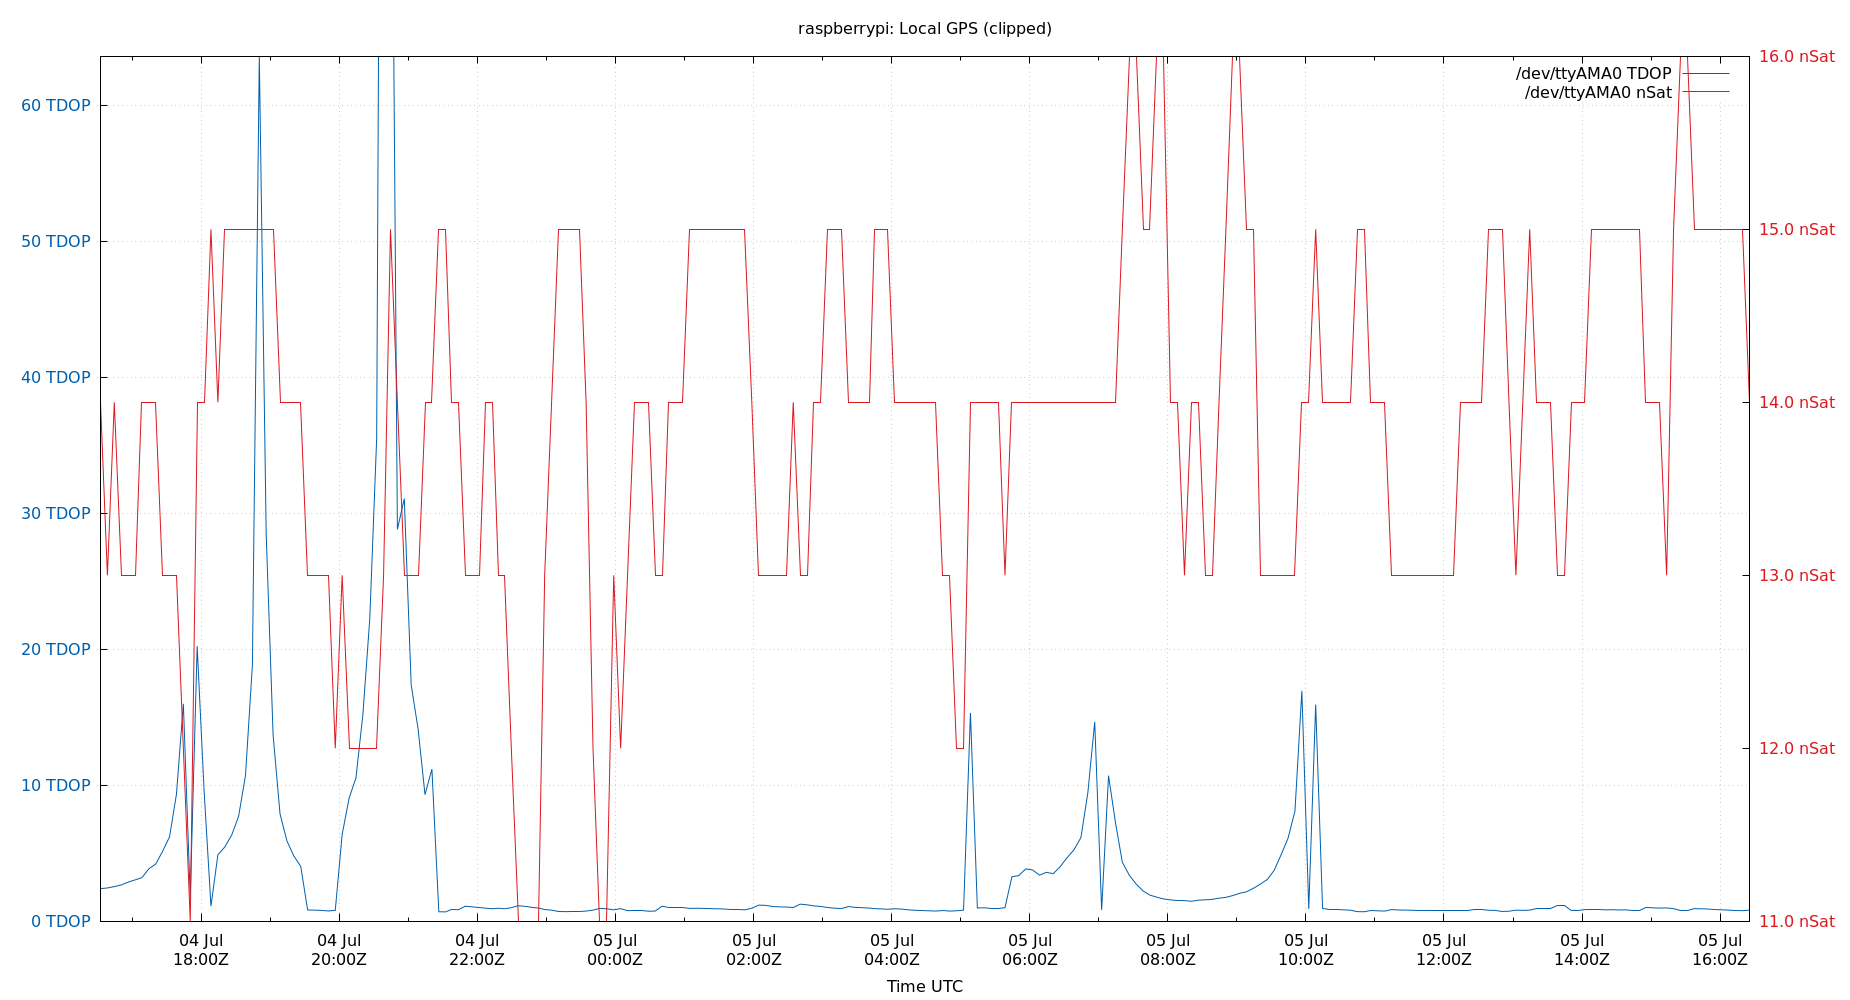 raspberrypi: Local GPS (clipped)
/dev/ttyAMA0 TDOP
/dev/ttyAMA0 nSat
60 TDOP
50 TDOP
40 TDOP
30 TDOP
20 TDOP
10 TDOP
0 TDOP
16.0 nSat
15.0 nSat
14.0 nSat
13.0 nSat
12.0 nSat
11.0 nSat
04 Jul
18:00Z
04 Jul
20:00Z
04 Jul
22:00Z
05 Jul
00:00Z
05 Jul
02:00Z
05 Jul
04:00Z
05 Jul
06:00Z
05 Jul
08:00Z
05 Jul
10:00Z
05 Jul
12:00Z
05 Jul
14:00Z
05 Jul
16:00Z
Time UTC